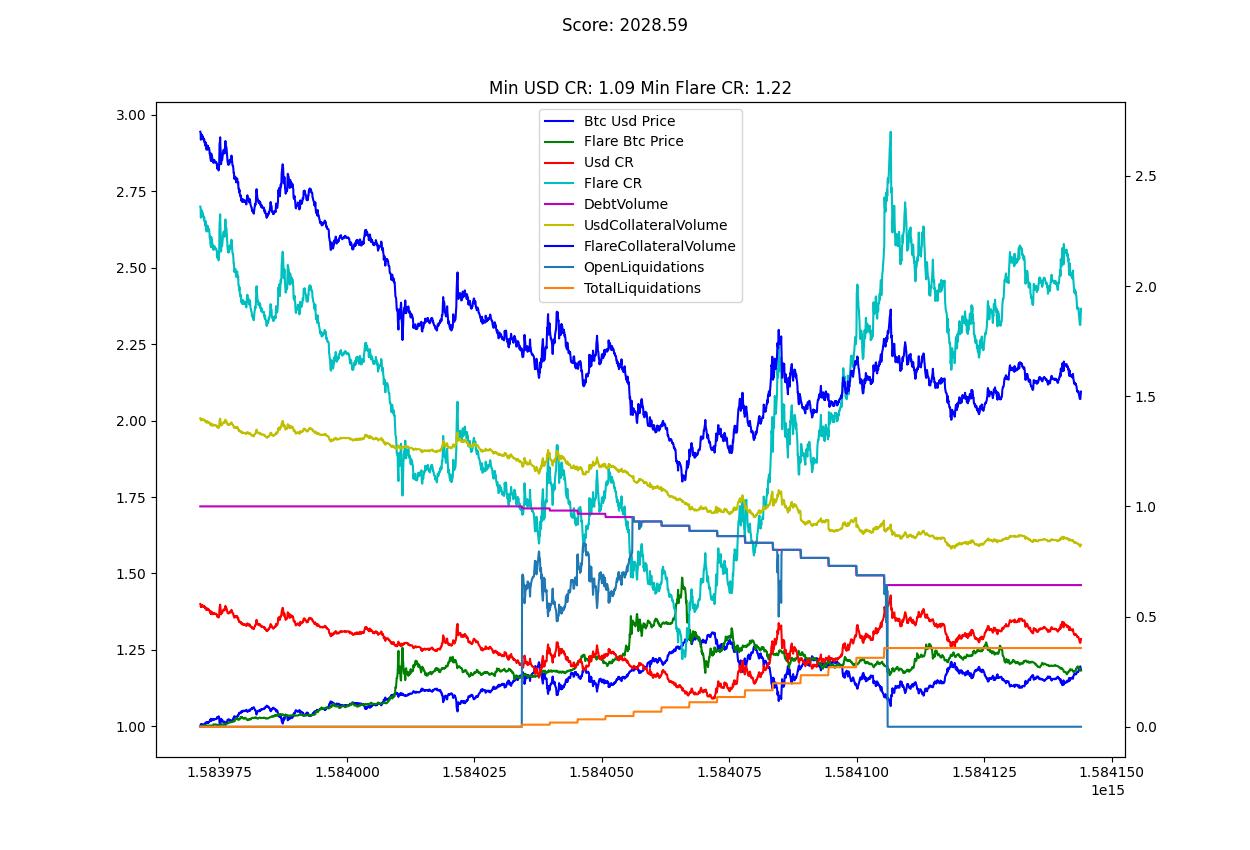 Score: 2028.59
Min USD CR: 1.09 Min Flare CR: 1.22
Btc Usd Price
Flare Btc Price
Usd CR
Flare CR
DebtVolume
UsdCollateralVolume
FlareCollateralVolume
OpenLiquidations
TotalLiquidations
3.00
2.75
2.50
2.25
2.00
1.75
1.50
1.25
1.00
2.5
2.0
1.5
1.0
0.5
0.0
1.583975
1.584000
1.584025
1.584050
1.584075
1.584100
1.584125
1.584150
1e15